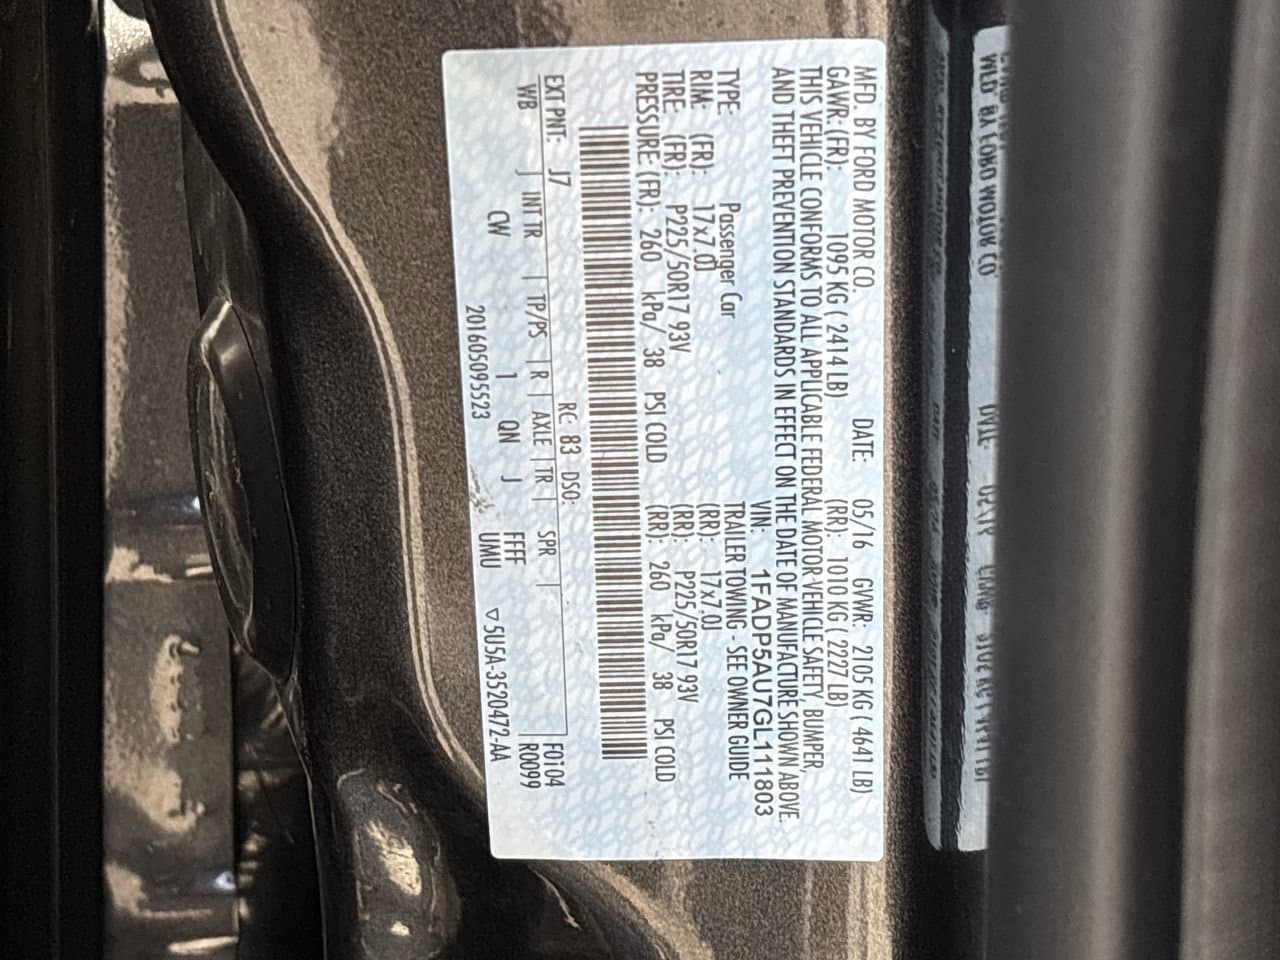 MFD. BY FORD MOTOR CO. DATE: 05/16 GVWR: 2105 KG ( 4641 LB)
GAWR: (FR): 1095 KG ( 2414 LB) (RR): 1010 KG ( 2227 LB)
THIS VEHICLE CONFORMS TO ALL APPLICABLE FEDERAL MOTOR VEHICLE SAFETY, BUMPER,
AND THEFT PREVENTION STANDARDS IN EFFECT ON THE DATE OF MANUFACTURE SHOWN ABOVE.
VIN: 1FADP5AU7GL111803
TYPE: Passenger Car TRAILER TOWING - SEE OWNER GUIDE
RIM: (FR): 17x7.0J (RR): 17x7.0J
TIRE: (FR): P225/50R17 93V (RR): P225/50R17 93V
PRESSURE: (FR): 260 kPa/ 38 PSI COLD (RR): 260 kPa/ 38 PSI COLD
EXT PNT: J7 RC: 83 DSO: F0104
WB | INT TR | TP/PS | R | AXLE | TR | SPR | R0099
CW 1 QN J FFFF
201605095523 UMU ▽5U5A-3520472-AA